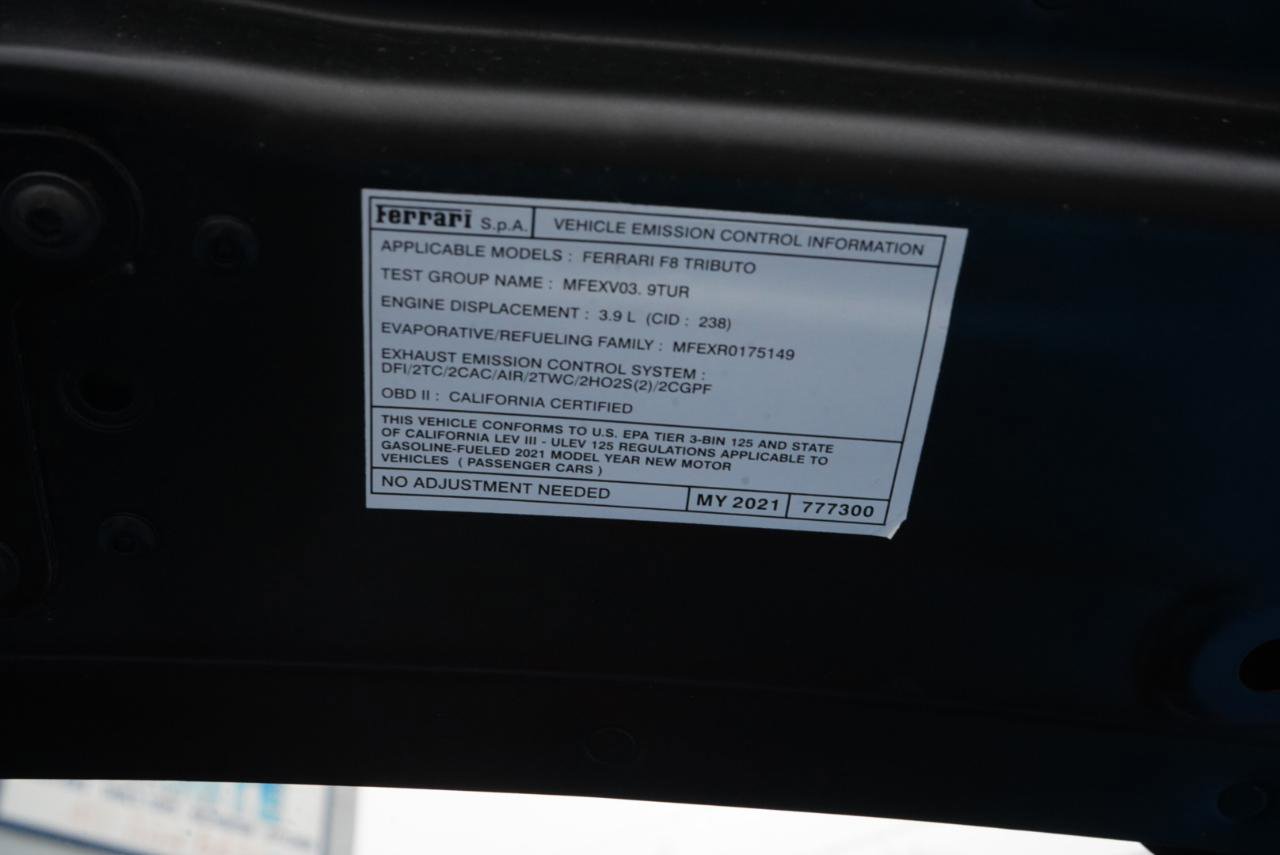 Ferrari S.p.A. VEHICLE EMISSION CONTROL INFORMATION
APPLICABLE MODELS : FERRARI F8 TRIBUTO
TEST GROUP NAME : MFEXV03. 9TUR
ENGINE DISPLACEMENT : 3.9 L (CID : 238)
EVAPORATIVE/REFUELING FAMILY : MFEXR0175149
EXHAUST EMISSION CONTROL SYSTEM :
DFI/2TC/2CAC/AIR/2TWC/2HO2S(2)/2CGPF
OBD II : CALIFORNIA CERTIFIED
THIS VEHICLE CONFORMS TO U.S. EPA TIER 3-BIN 125 AND STATE
OF CALIFORNIA LEV III - ULEV 125 REGULATIONS APPLICABLE TO
GASOLINE-FUELED 2021 MODEL YEAR NEW MOTOR
VEHICLES ( PASSENGER CARS )
NO ADJUSTMENT NEEDED MY 2021 777300